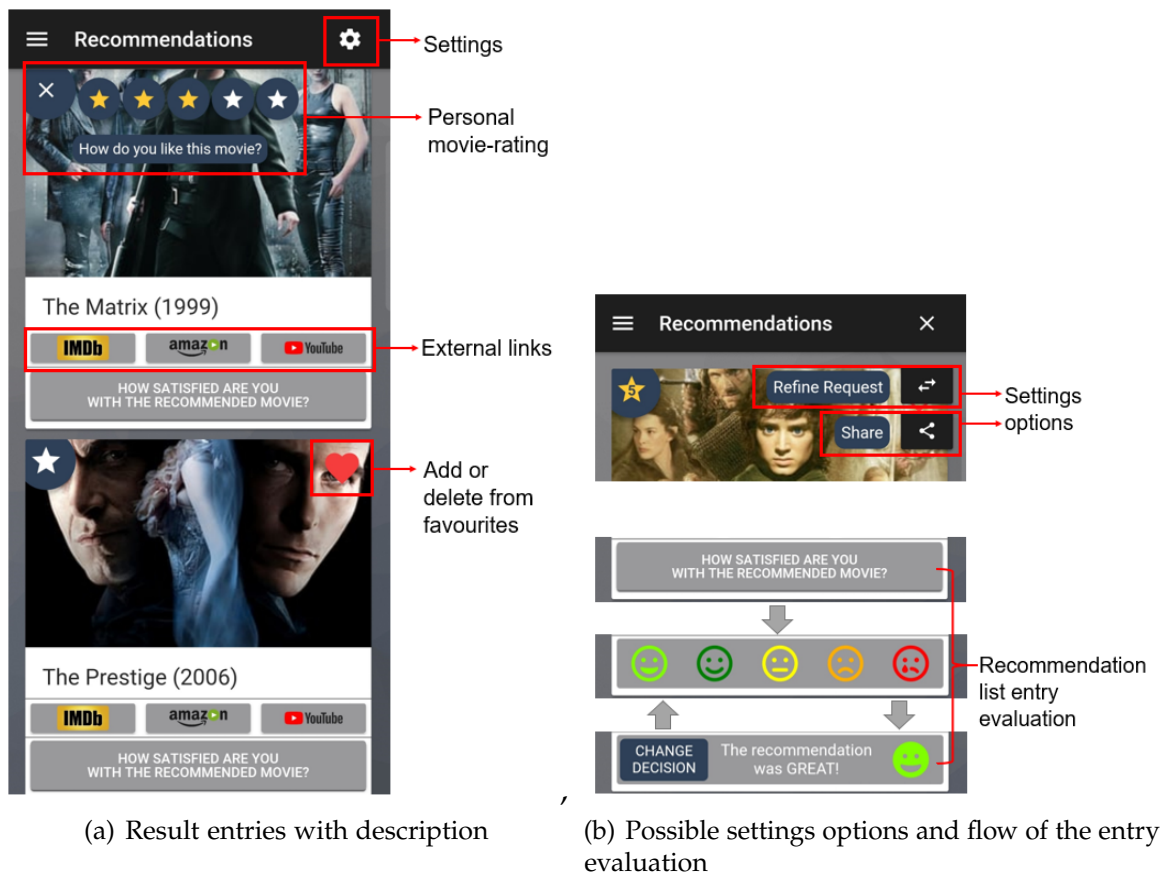 Recommendations
Settings
Personal
movie-rating
How do you like this movie?
The Matrix (1999)
IMDb
amazon
YouTube
External links
HOW SATISFIED ARE YOU
WITH THE RECOMMENDED MOVIE?
Add or
delete from
favourites
The Prestige (2006)
IMDb
amazon
YouTube
HOW SATISFIED ARE YOU
WITH THE RECOMMENDED MOVIE?
(a) Result entries with description
,
Recommendations
5
Refine Request
Share
Settings
options
HOW SATISFIED ARE YOU
WITH THE RECOMMENDED MOVIE?
Recommendation
list entry
evaluation
CHANGE
DECISION
The recommendation
was GREAT!
(b) Possible settings options and flow of the entry
evaluation